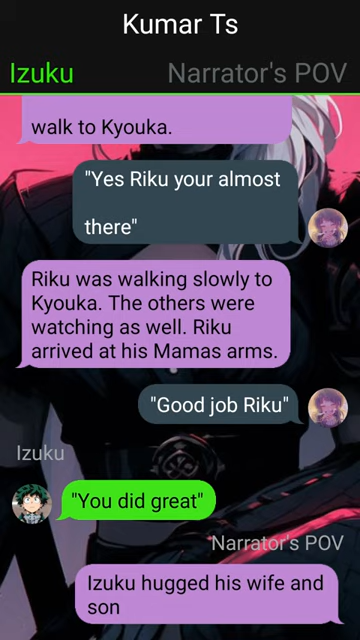 Kumar Ts
Izuku
Narrator's POV
walk to Kyouka.
"Yes Riku your almost
there"
Riku was walking slowly to
Kyouka. The others were
watching as well. Riku
arrived at his Mamas arms.
"Good job Riku"
Izuku
"You did great"
Narrator's POV
Izuku hugged his wife and
son